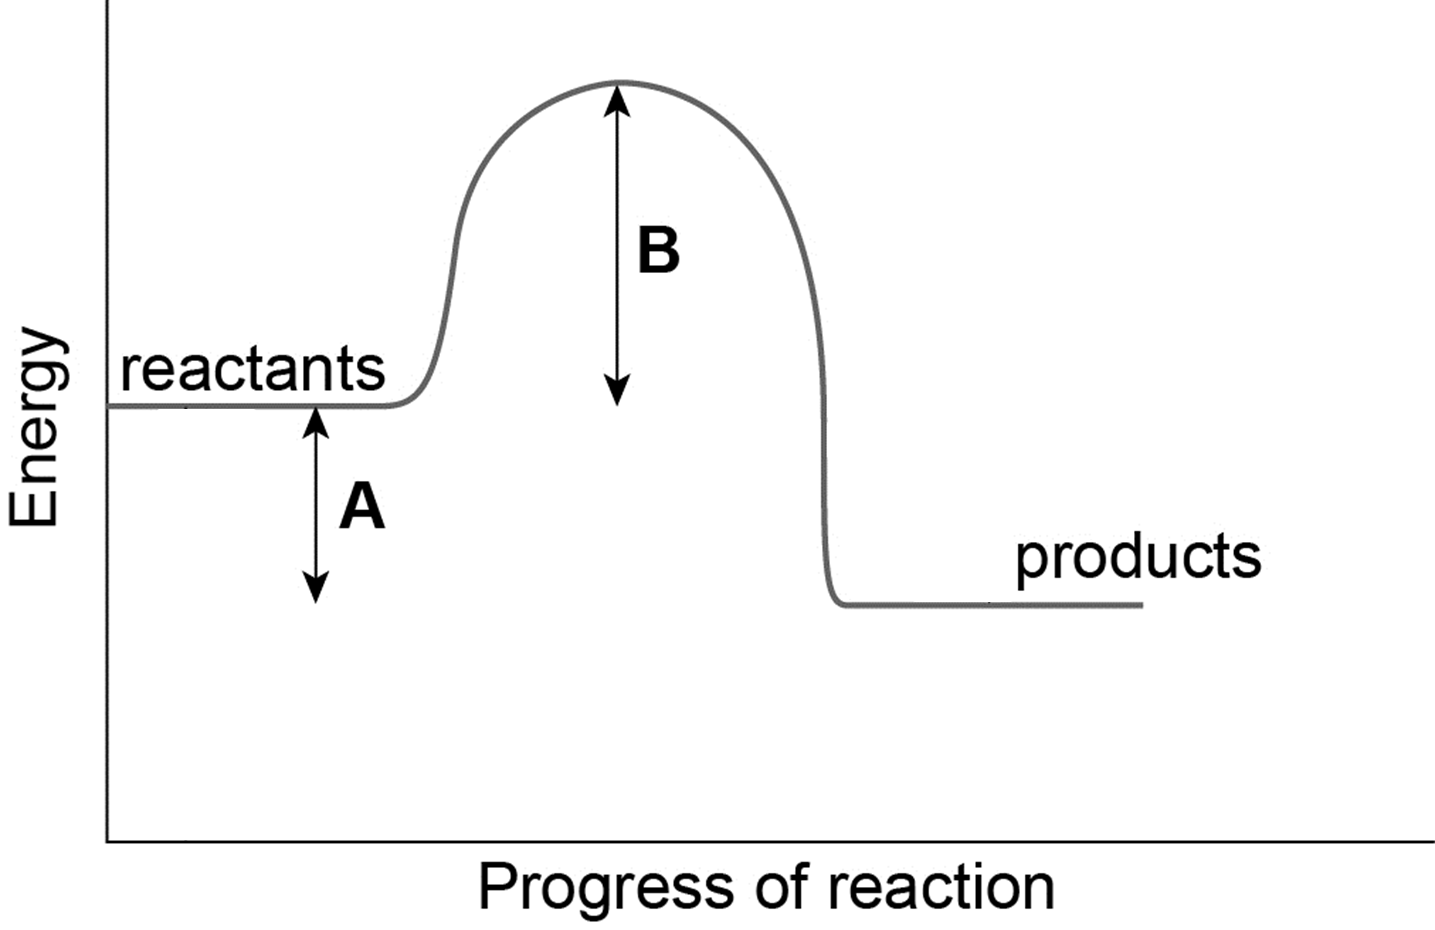 B
reactants
Energy
A
products
Progress of reaction